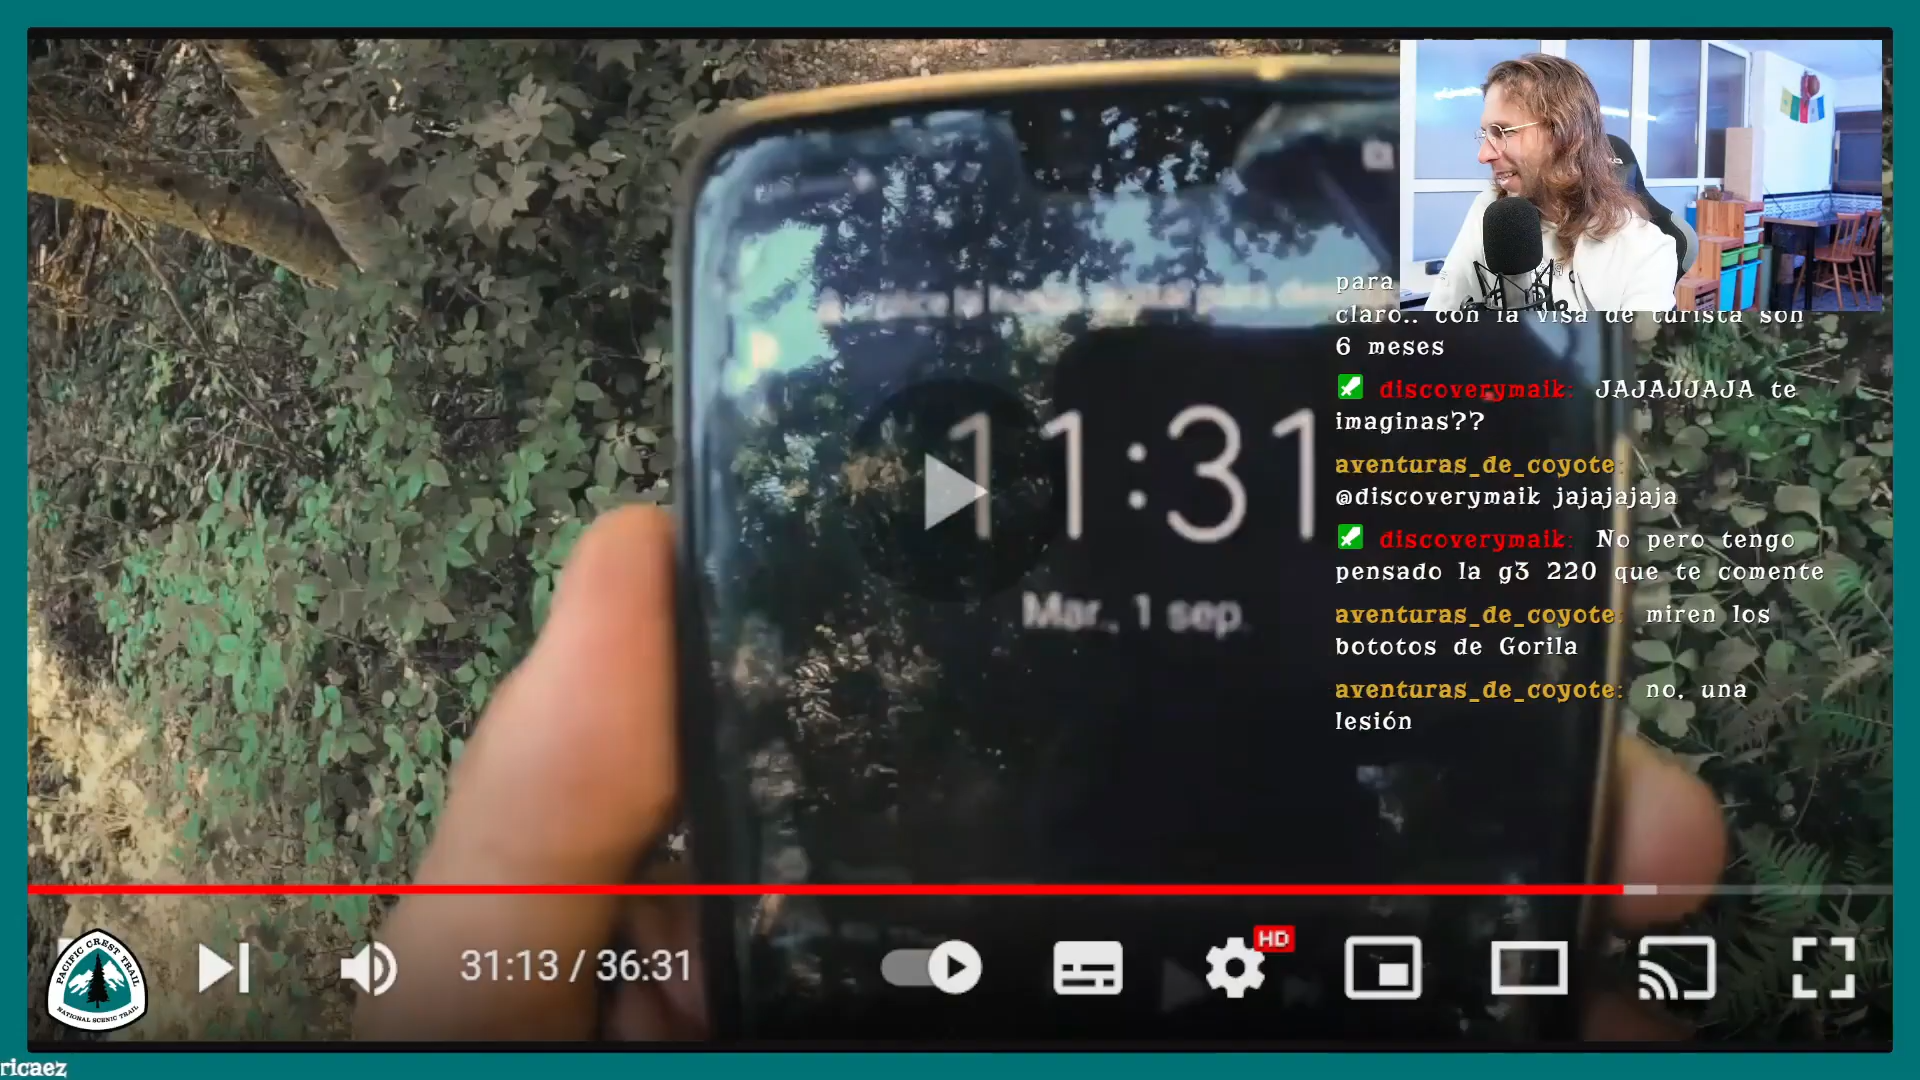 para
claro.. con la visa de turista son
6 meses
discoverymaik: JAJAJJAJA te
imaginas??
aventuras_de_coyote:
@discoverymaik jajajajaja
discoverymaik: No pero tengo
pensado la g3 220 que te comente
aventuras_de_coyote: miren los
bototos de Gorila
aventuras_de_coyote: no, una
lesión
11:31
Mar., 1 sep.
31:13 / 36:31
HD
PACIFIC CREST TRAIL
NATIONAL SCENIC TRAIL
ricaez